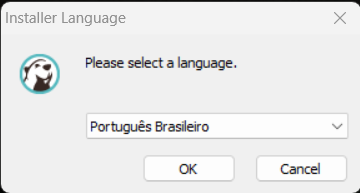 Installer Language
Please select a language.
Português Brasileiro
OK
Cancel